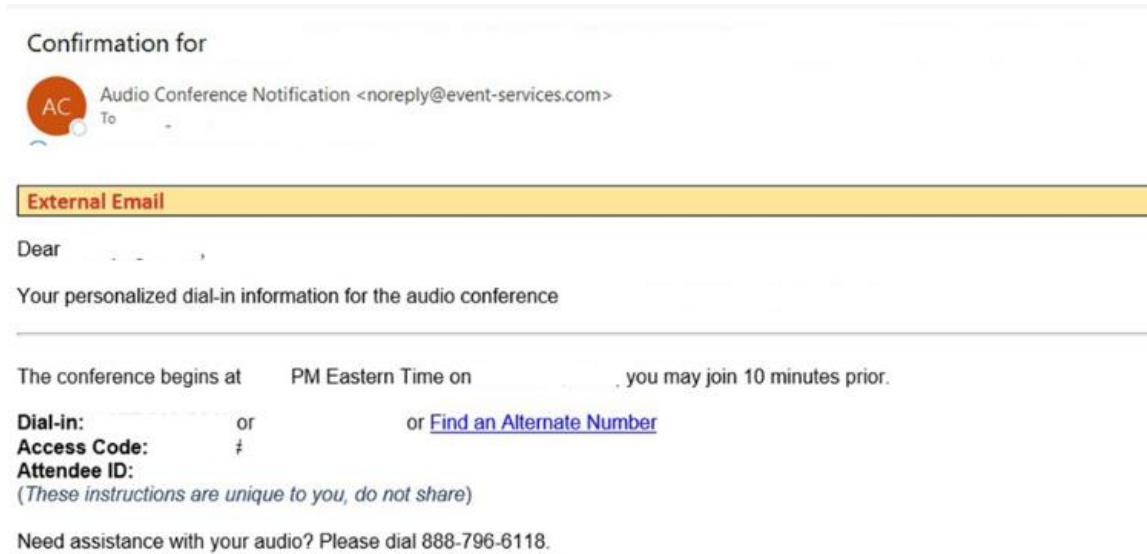 Confirmation for
AC
Audio Conference Notification <noreply@event-services.com>
To
External Email
Dear ,
Your personalized dial-in information for the audio conference
The conference begins at PM Eastern Time on , you may join 10 minutes prior.
Dial-in: or or Find an Alternate Number
Access Code:
Attendee ID:
(These instructions are unique to you, do not share)
Need assistance with your audio? Please dial 888-796-6118.